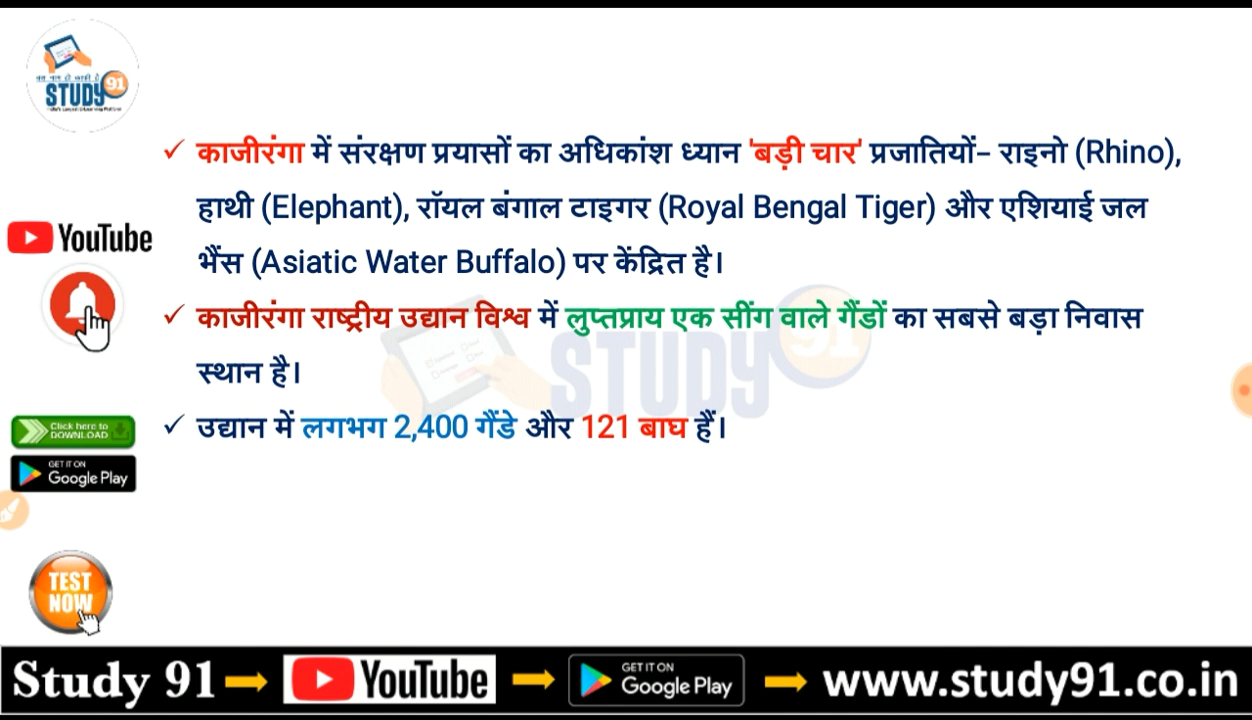 STUDY 91
✓ काजीरंगा में संरक्षण प्रयासों का अधिकांश ध्यान 'बड़ी चार' प्रजातियों– राइनो (Rhino),
हाथी (Elephant), रॉयल बंगाल टाइगर (Royal Bengal Tiger) और एशियाई जल
भैंस (Asiatic Water Buffalo) पर केंद्रित है।
✓ काजीरंगा राष्ट्रीय उद्यान विश्व में लुप्तप्राय एक सींग वाले गैंडों का सबसे बड़ा निवास
स्थान है।
✓ उद्यान में लगभग 2,400 गैंडे और 121 बाघ हैं।
YouTube
Click here to
DOWNLOAD
GET IT ON
Google Play
TEST
NOW
STUDY 91
Study 91 YouTube GET IT ON Google Play www.study91.co.in